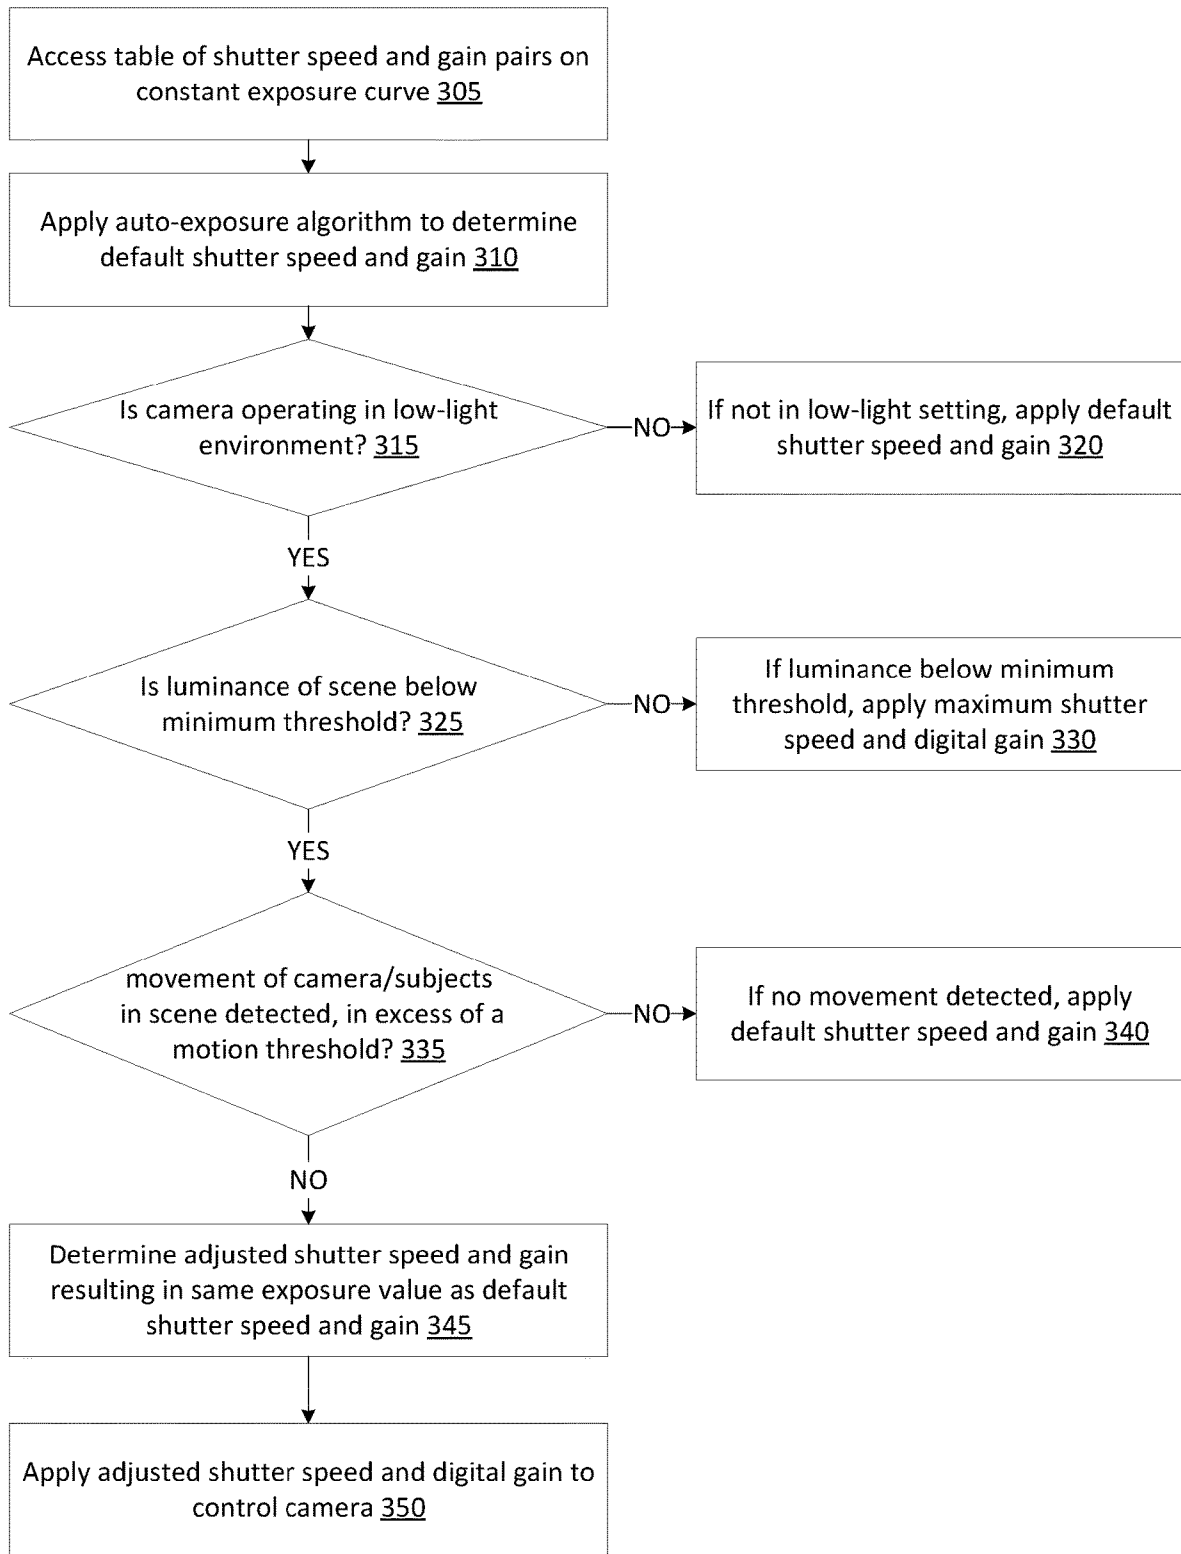 Access table of shutter speed and gain pairs on
constant exposure curve 305
Apply auto-exposure algorithm to determine
default shutter speed and gain 310
Is camera operating in low-light
environment? 315
NO
If not in low-light setting, apply default
shutter speed and gain 320
YES
Is luminance of scene below
minimum threshold? 325
NO
If luminance below minimum
threshold, apply maximum shutter
speed and digital gain 330
YES
movement of camera/subjects
in scene detected, in excess of a
motion threshold? 335
NO
If no movement detected, apply
default shutter speed and gain 340
NO
Determine adjusted shutter speed and gain
resulting in same exposure value as default
shutter speed and gain 345
Apply adjusted shutter speed and digital gain to
control camera 350